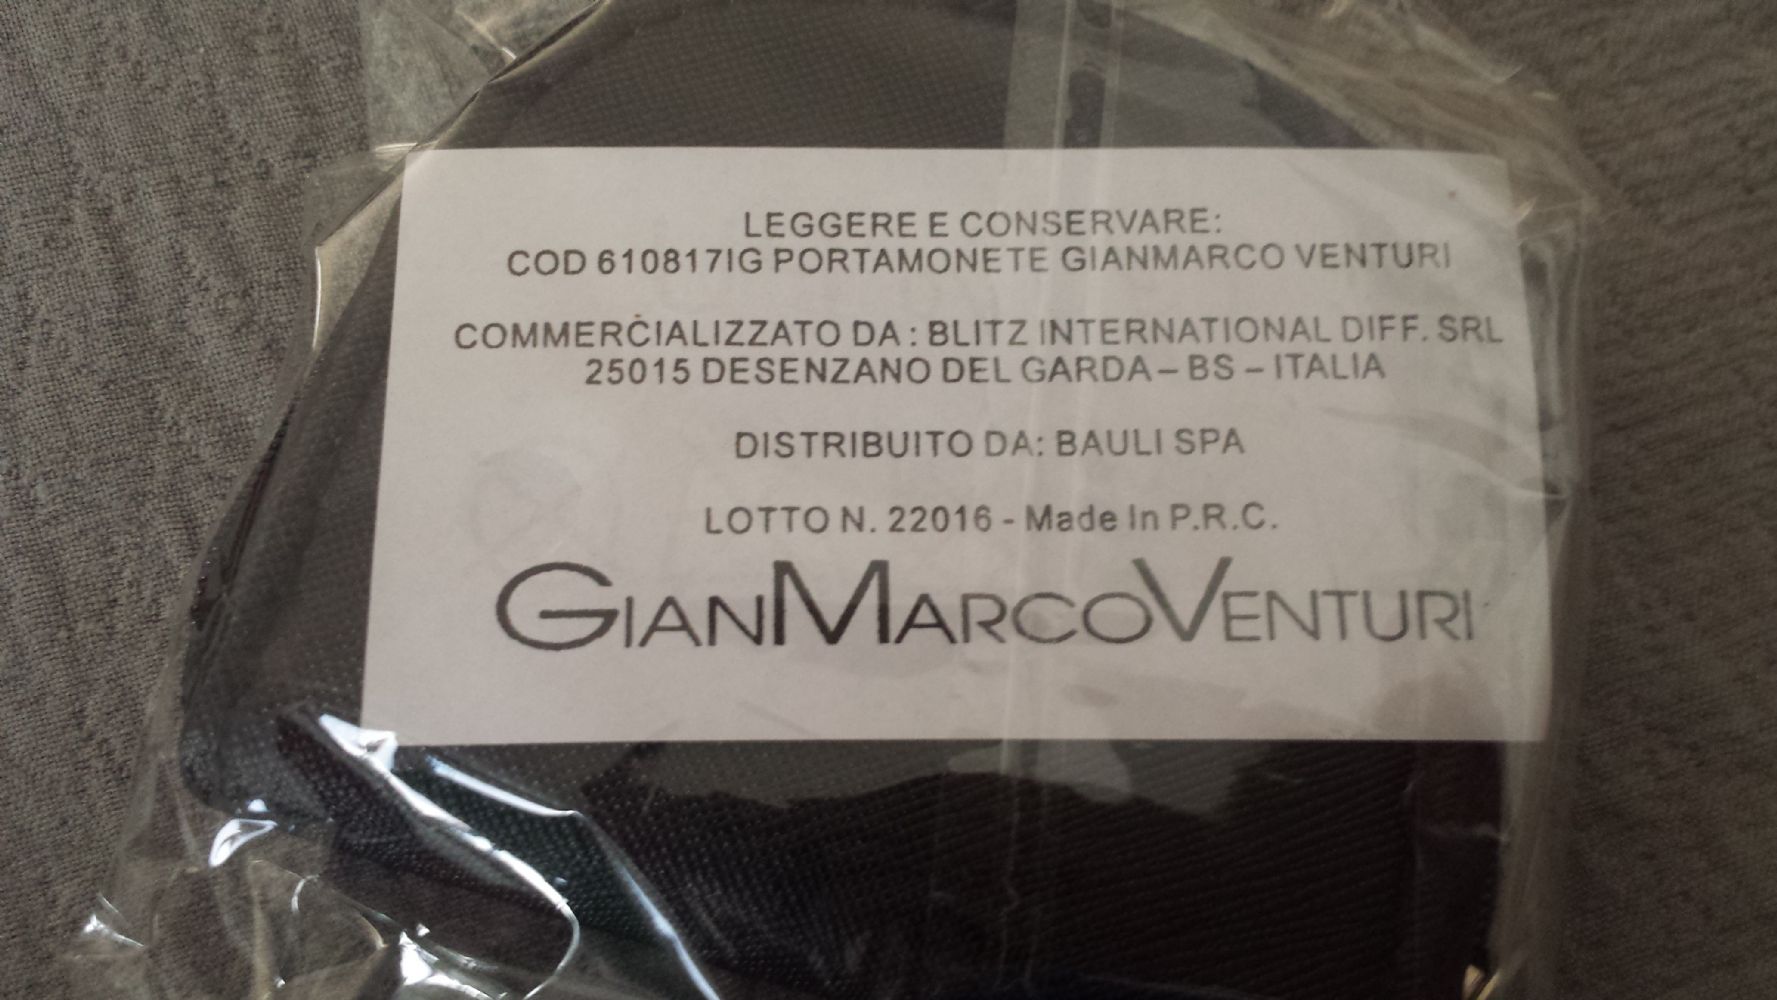 LEGGERE E CONSERVARE:
COD 610817IG PORTAMONETE GIANMARCO VENTURI
COMMERCIALIZZATO DA : BLITZ INTERNATIONAL DIFF. SRL
25015 DESENZANO DEL GARDA – BS – ITALIA
DISTRIBUITO DA: BAULI SPA
LOTTO N. 22016 - Made In P.R.C.
GIANMARCOVENTURI